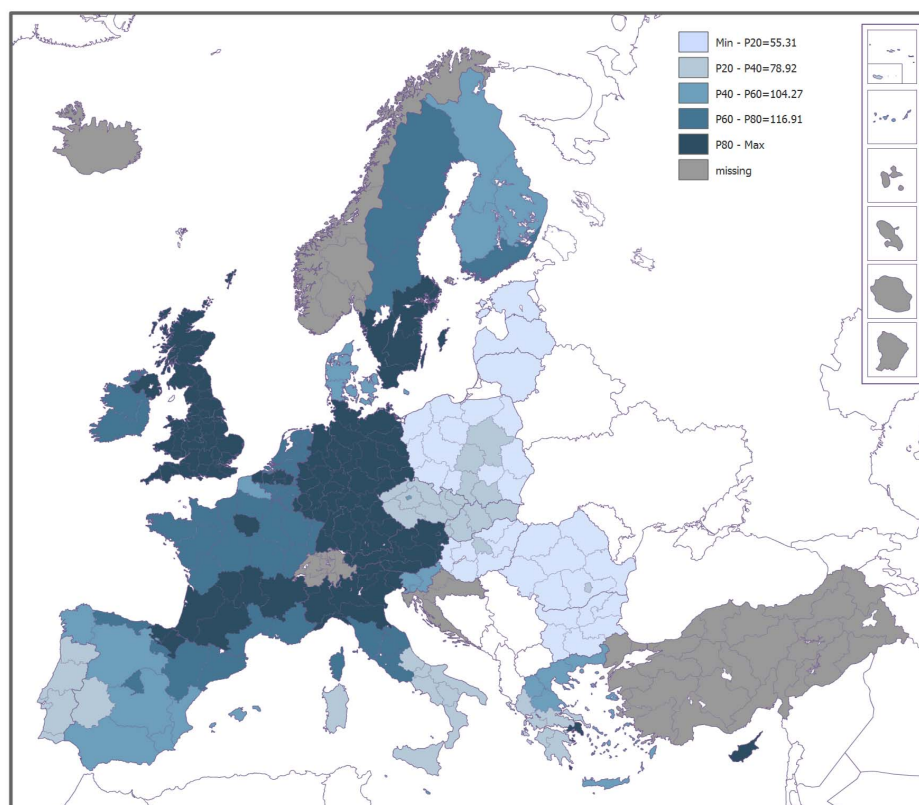 Min - P20=55.31
P20 - P40=78.92
P40 - P60=104.27
P60 - P80=116.91
P80 - Max
missing